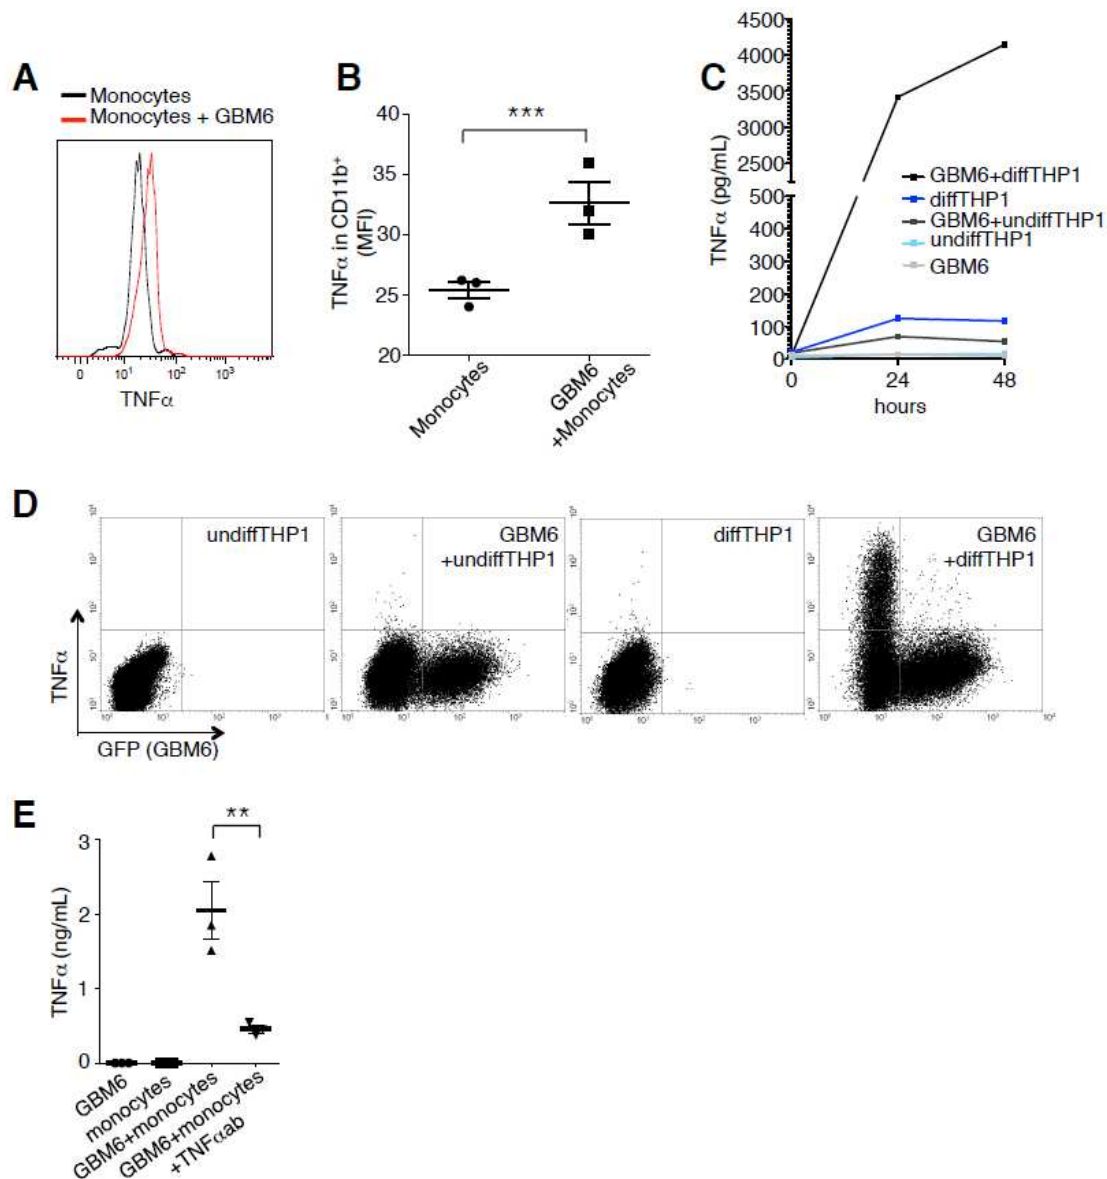 A
Monocytes
Monocytes + GBM6
0 10¹ 10² 10³
TNFα
B
***
40
35
30
25
20
TNFα in CD11b⁺
(MFI)
Monocytes
GBM6
+Monocytes
C
4500
4000
3500
3000
2500
500
400
300
200
100
0
TNFα (pg/mL)
GBM6+diffTHP1
diffTHP1
GBM6+undiffTHP1
undiffTHP1
GBM6
0 24 48
hours
D
undiffTHP1
GBM6
+undiffTHP1
diffTHP1
GBM6
+diffTHP1
TNFα
GFP (GBM6)
E
**
3
2
1
0
TNFα (ng/mL)
GBM6
monocytes
GBM6+monocytes
GBM6+monocytes
+TNFαab